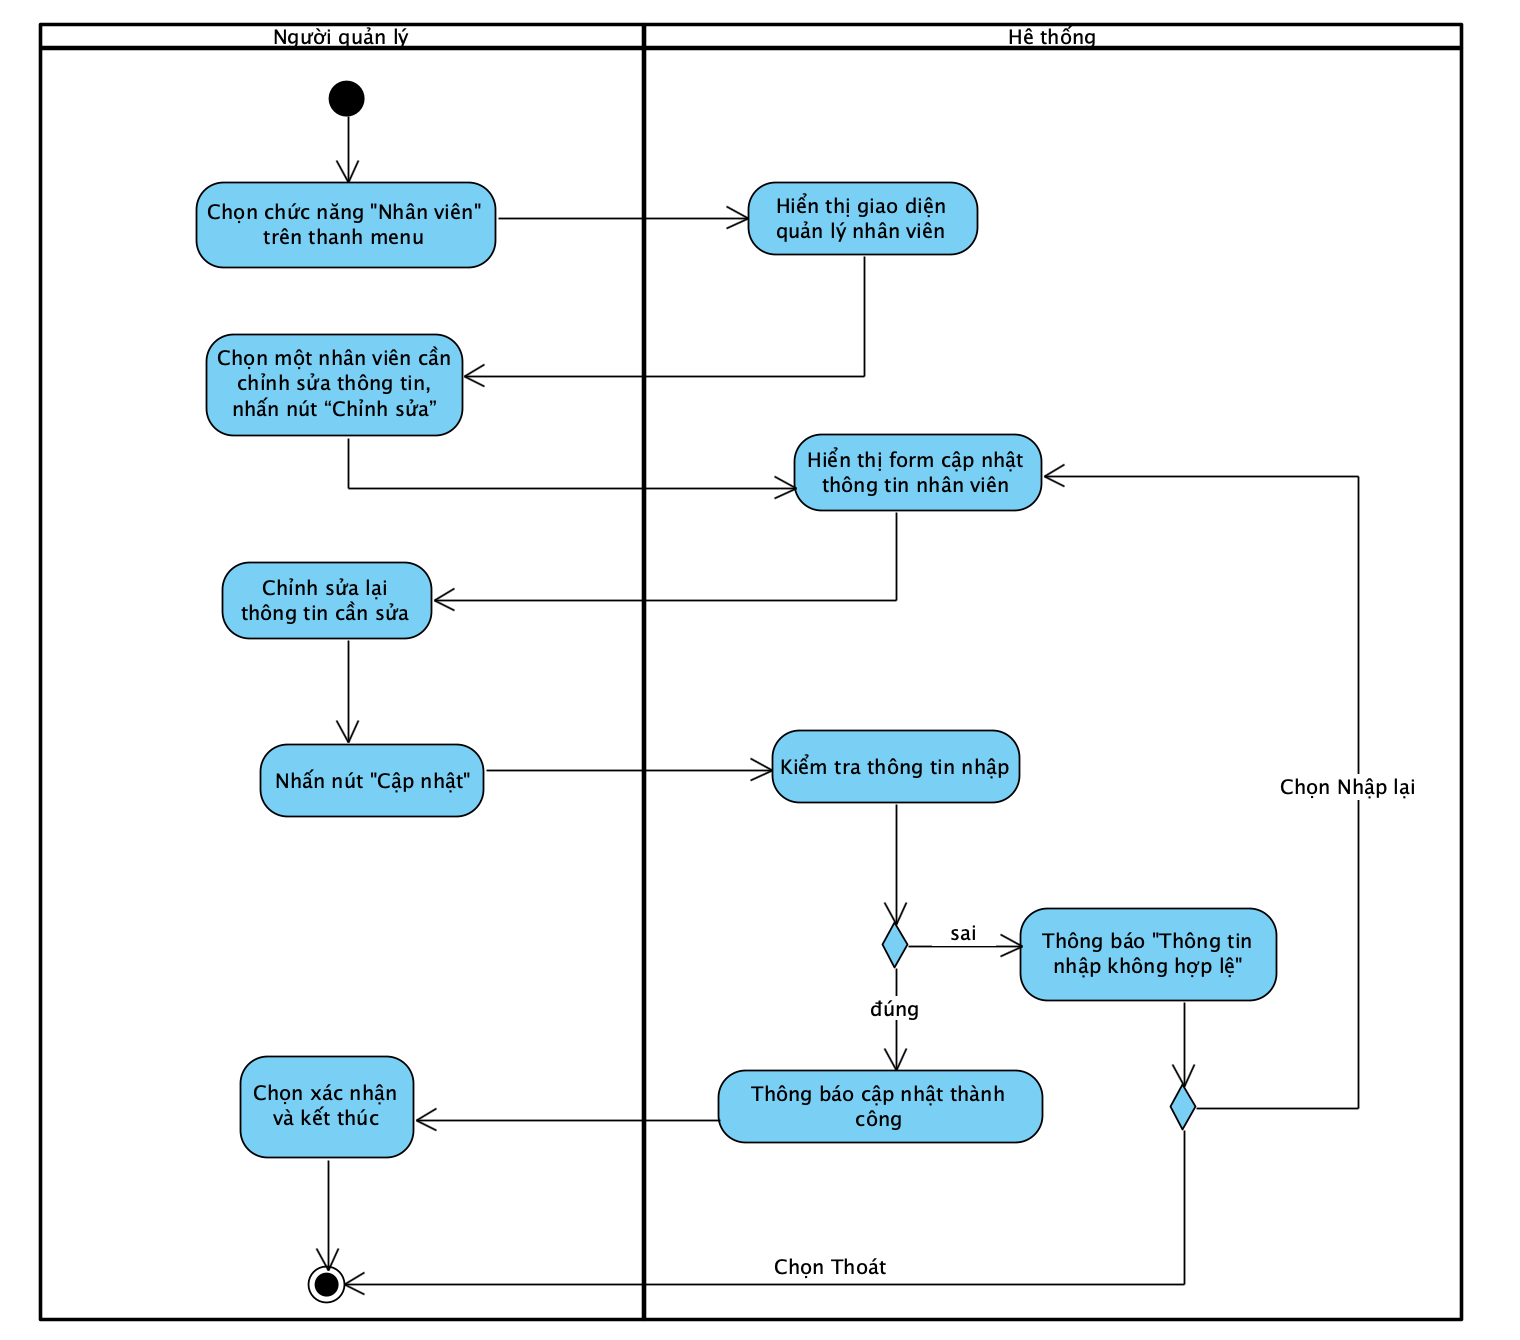 Người quản lý
Hê thống
Chọn chức năng "Nhân viên"
trên thanh menu
Hiển thị giao diện
quản lý nhân viên
Chọn một nhân viên cần
chỉnh sửa thông tin,
nhấn nút “Chỉnh sửa”
Hiển thị form cập nhật
thông tin nhân viên
Chỉnh sửa lại
thông tin cần sửa
Nhấn nút "Cập nhật"
Kiểm tra thông tin nhập
Chọn Nhập lại
sai
Thông báo "Thông tin
nhập không hợp lệ"
đúng
Chọn xác nhận
và kết thúc
Thông báo cập nhật thành
công
Chọn Thoát